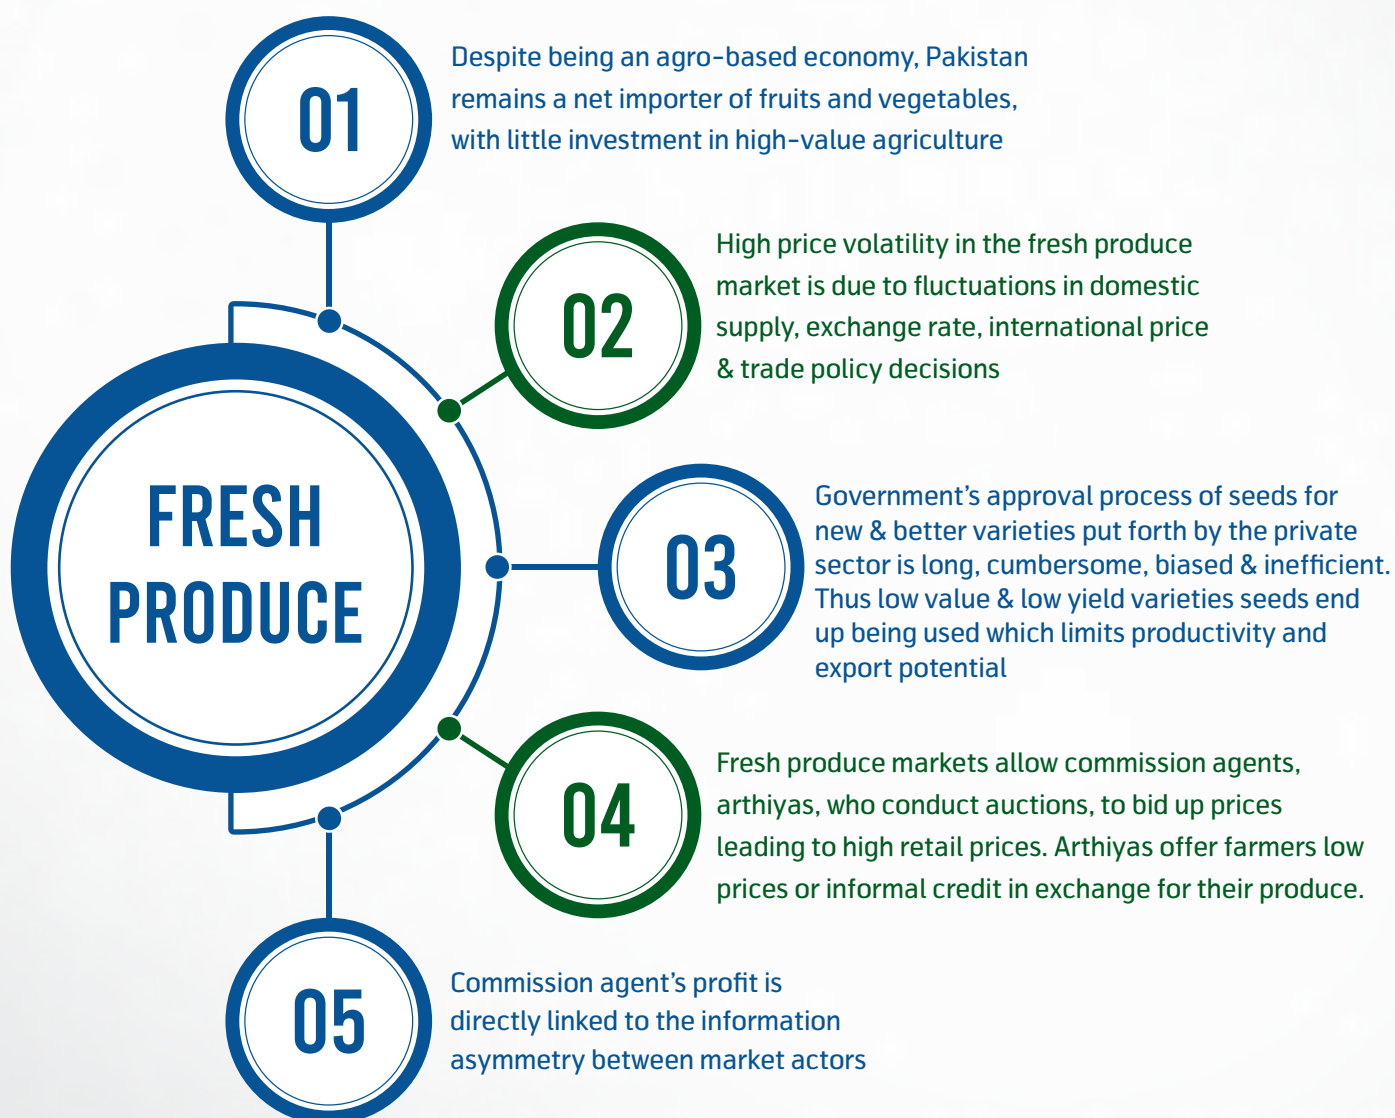 01
Despite being an agro-based economy, Pakistan
remains a net importer of fruits and vegetables,
with little investment in high-value agriculture
02
High price volatility in the fresh produce
market is due to fluctuations in domestic
supply, exchange rate, international price
& trade policy decisions
FRESH
PRODUCE
03
Government's approval process of seeds for
new & better varieties put forth by the private
sector is long, cumbersome, biased & inefficient.
Thus low value & low yield varieties seeds end
up being used which limits productivity and
export potential
04
Fresh produce markets allow commission agents,
arthiyas, who conduct auctions, to bid up prices
leading to high retail prices. Arthiyas offer farmers low
prices or informal credit in exchange for their produce.
05
Commission agent's profit is
directly linked to the information
asymmetry between market actors